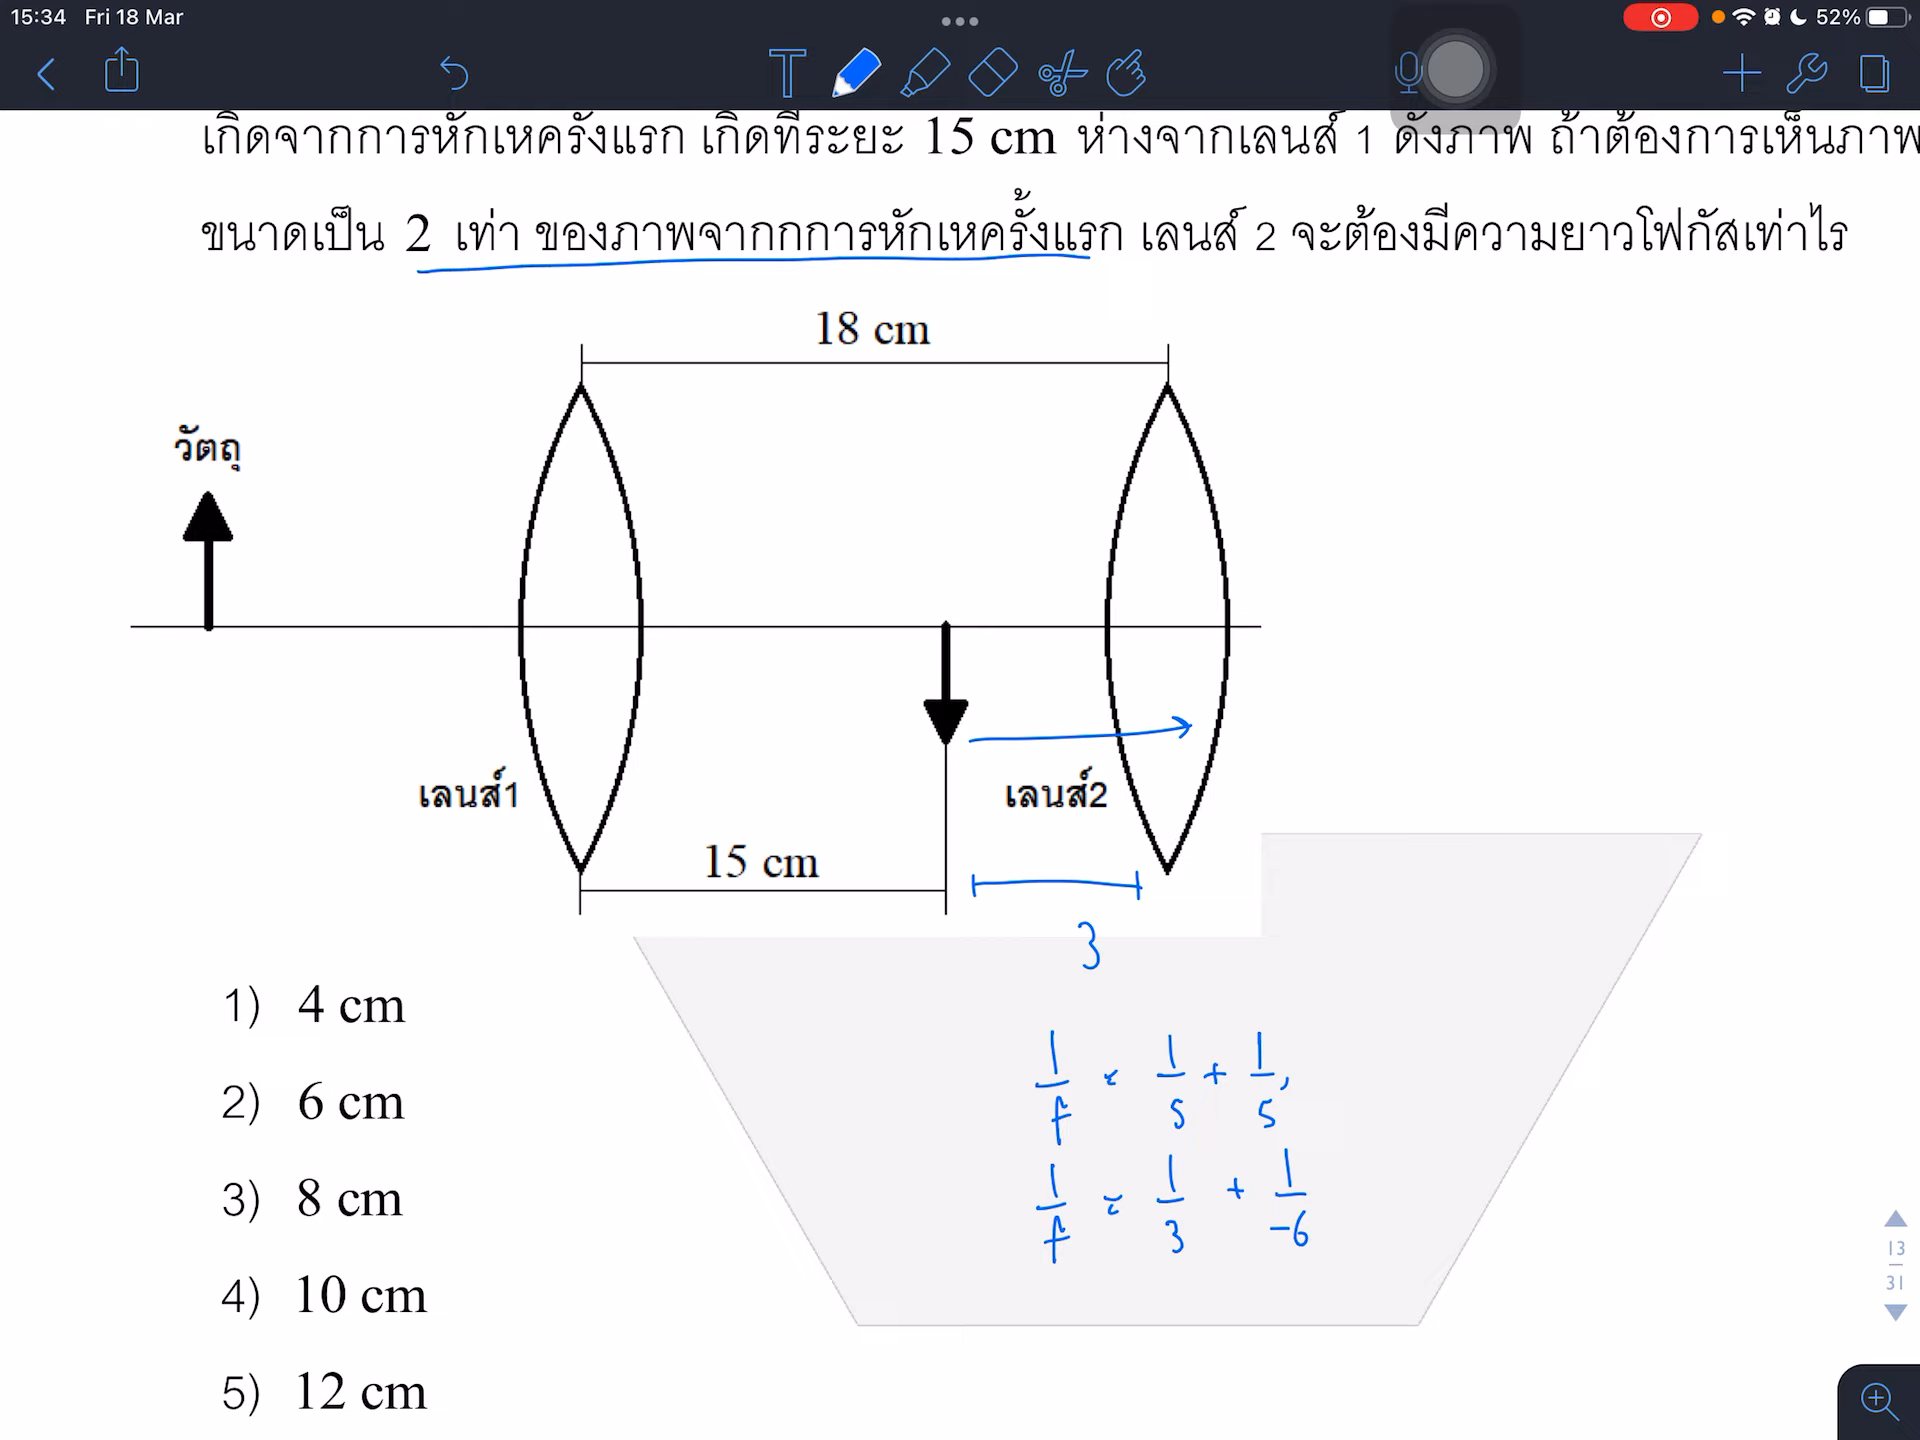 15:34 Fri 18 Mar
52%
เกิดจากการหักเหครั้งแรก เกิดที่ระยะ 15 cm ห่างจากเลนส์ 1 ดังภาพ ถ้าต้องการเห็นภาพ
ขนาดเป็น 2 เท่า ของภาพจากกการหักเหครั้งแรก เลนส์ 2 จะต้องมีความยาวโฟกัสเท่าไร
18 cm
วัตถุ
เลนส์1
เลนส์2
15 cm
3
1) 4 cm
2) 6 cm
3) 8 cm
4) 10 cm
5) 12 cm
1/f = 1/s + 1/s'
1/f = 1/3 + 1/-6
13
31